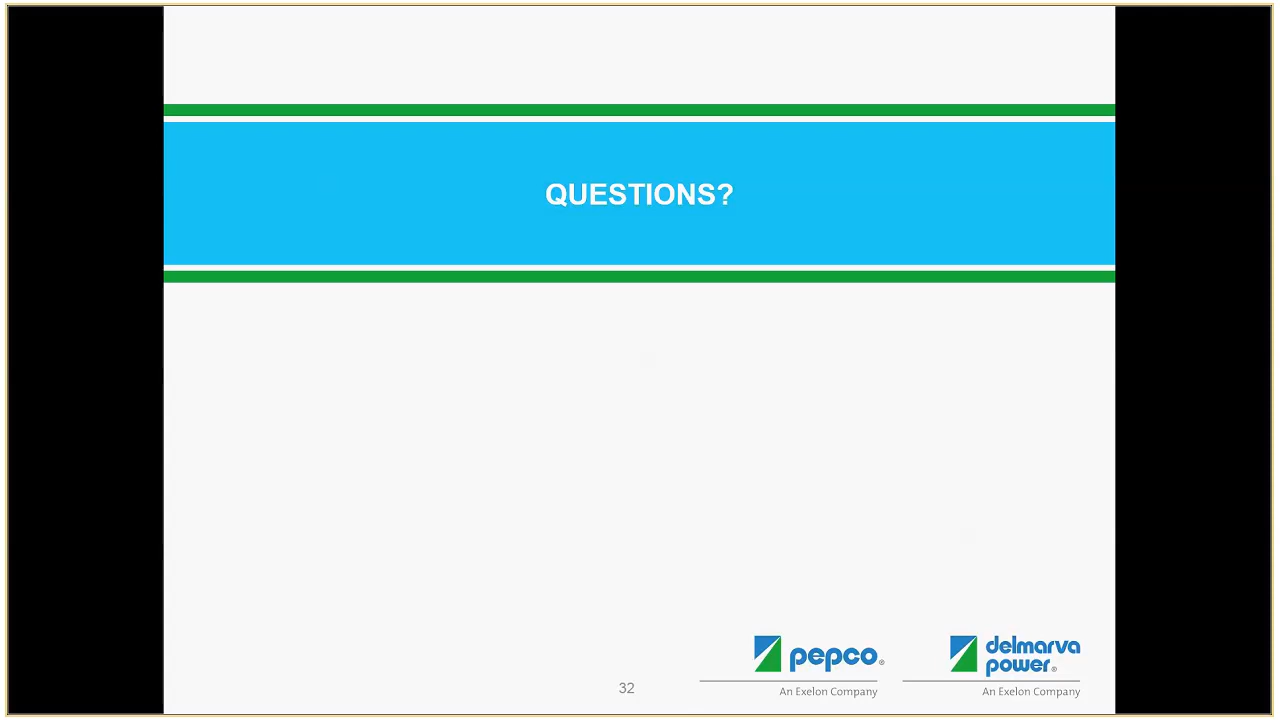 QUESTIONS?
pepco®
An Exelon Company
delmarva
power®
An Exelon Company
32